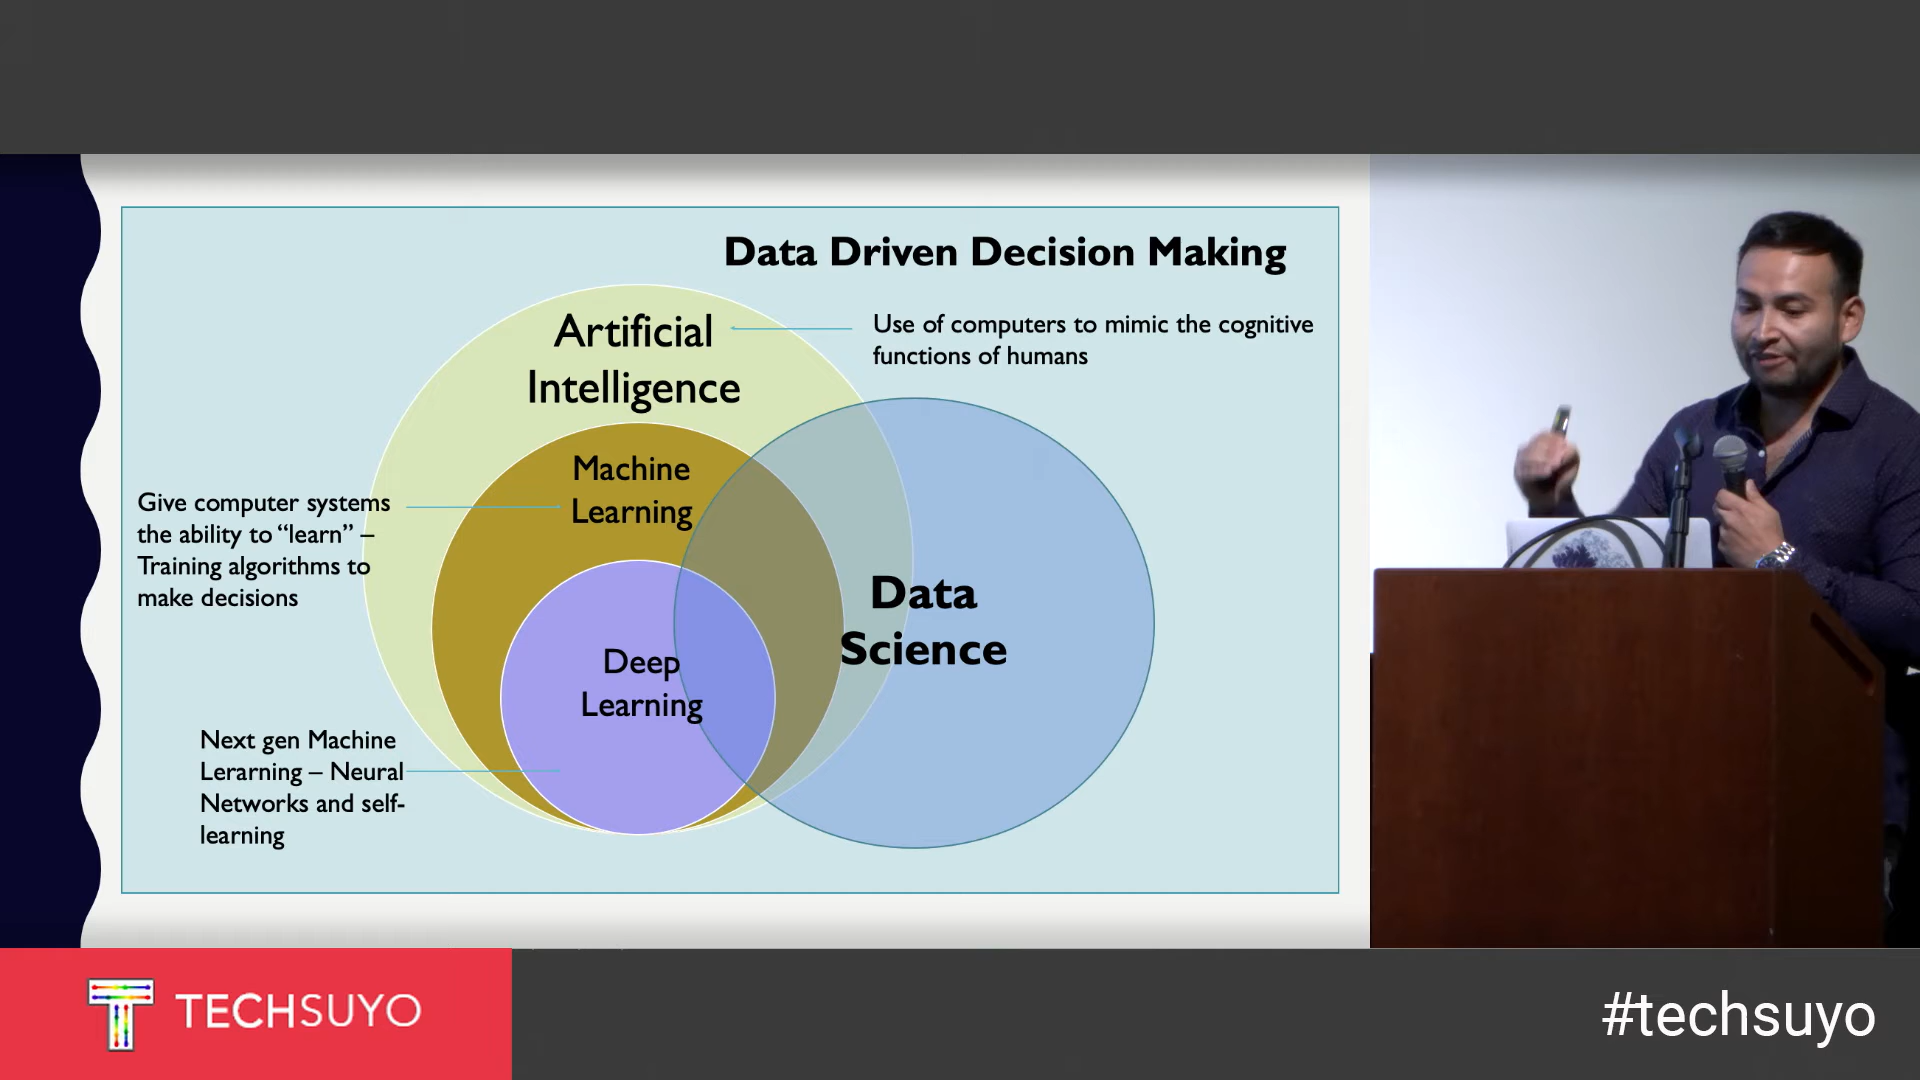 Data Driven Decision Making
Artificial
Intelligence
Use of computers to mimic the cognitive
functions of humans
Machine
Learning
Give computer systems
the ability to “learn” –
Training algorithms to
make decisions
Data
Science
Deep
Learning
Next gen Machine
Lerarning – Neural
Networks and self-
learning
TECHSUYO
#techsuyo